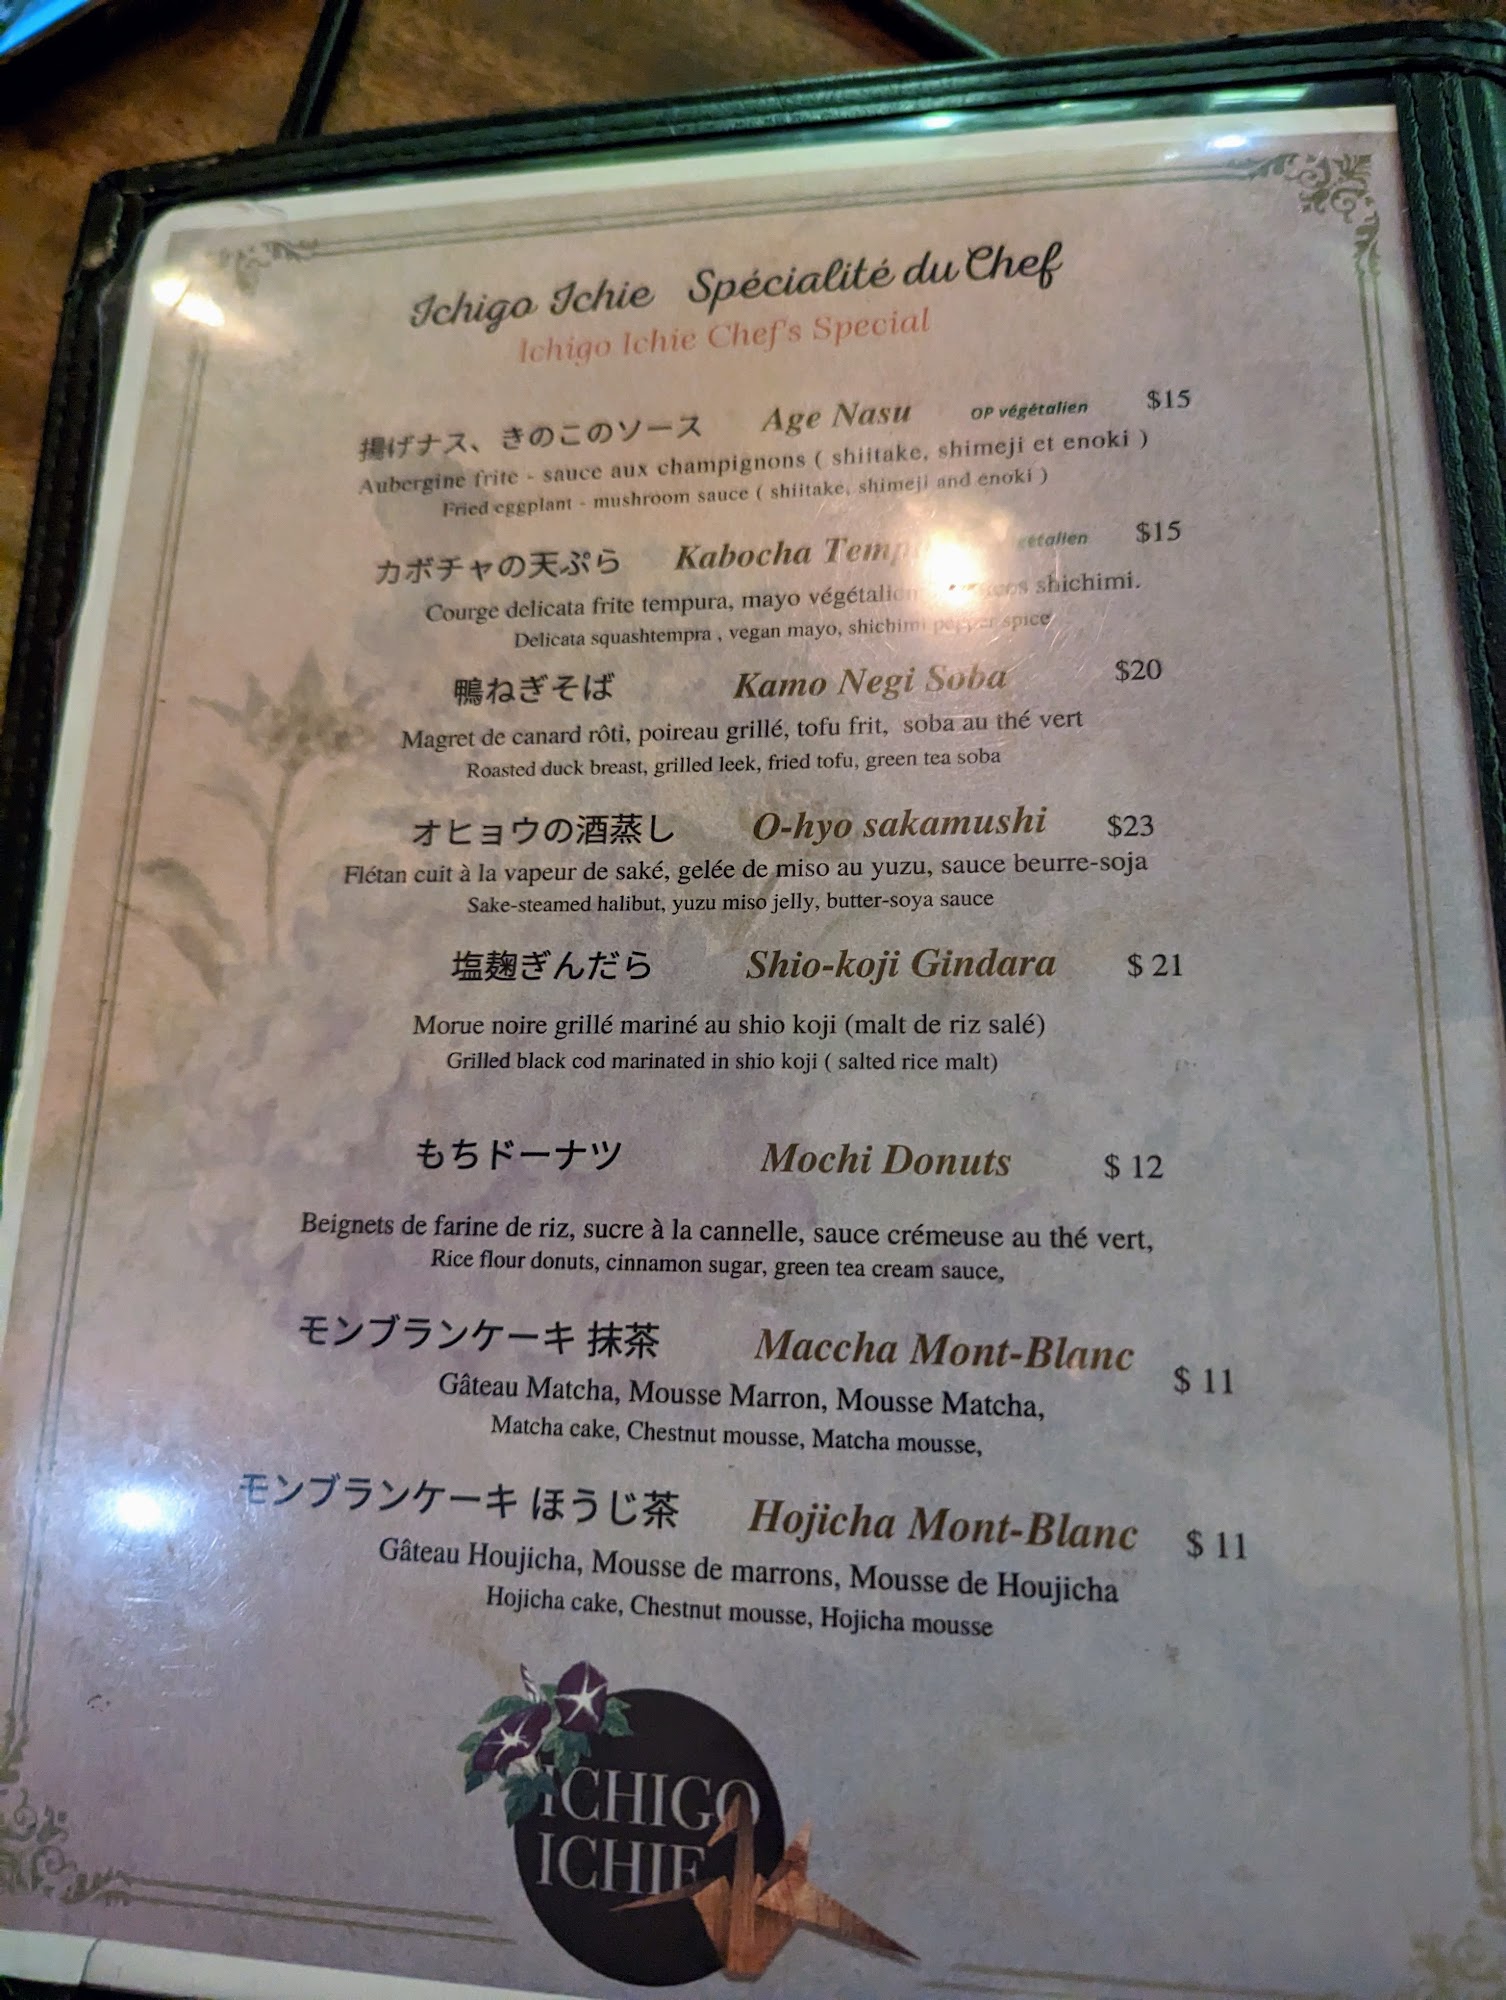 Ichigo Ichie Spécialité du Chef
Ichigo Ichie Chef's Special
揚げナス、きのこのソース Age Nasu OP végétalien $15
Aubergine frite - sauce aux champignons ( shiitake, shimeji et enoki )
Fried eggplant - mushroom sauce ( shiitake, shimeji and enoki )
カボチャの天ぷら Kabocha $15
Courge delicata frite tempura, mayo shichimi.
Delicata squashtempra , vegan mayo, shichimi pepper spice
鴨ねぎそば Kamo Negi Soba $20
Magret de canard rôti, poireau grillé, tofu frit, soba au thé vert
Roasted duck breast, grilled leek, fried tofu, green tea soba
オヒョウの酒蒸し O-hyo sakamushi $23
Flétan cuit à la vapeur de saké, gelée de miso au yuzu, sauce beurre-soja
Sake-steamed halibut, yuzu miso jelly, butter-soya sauce
塩麹ぎんだら Shio-koji Gindara $ 21
Morue noire grillé mariné au shio koji (malt de riz salé)
Grilled black cod marinated in shio koji ( salted rice malt)
もちドーナツ Mochi Donuts $ 12
Beignets de farine de riz, sucre à la cannelle, sauce crémeuse au thé vert,
Rice flour donuts, cinnamon sugar, green tea cream sauce,
モンブランケーキ 抹茶 Maccha Mont-Blanc $ 11
Gâteau Matcha, Mousse Marron, Mousse Matcha,
Matcha cake, Chestnut mousse, Matcha mousse,
モンブランケーキ ほうじ茶 Hojicha Mont-Blanc $ 11
Gâteau Houjicha, Mousse de marrons, Mousse de Houjicha
Hojicha cake, Chestnut mousse, Hojicha mousse
ICHIGO
ICHIE